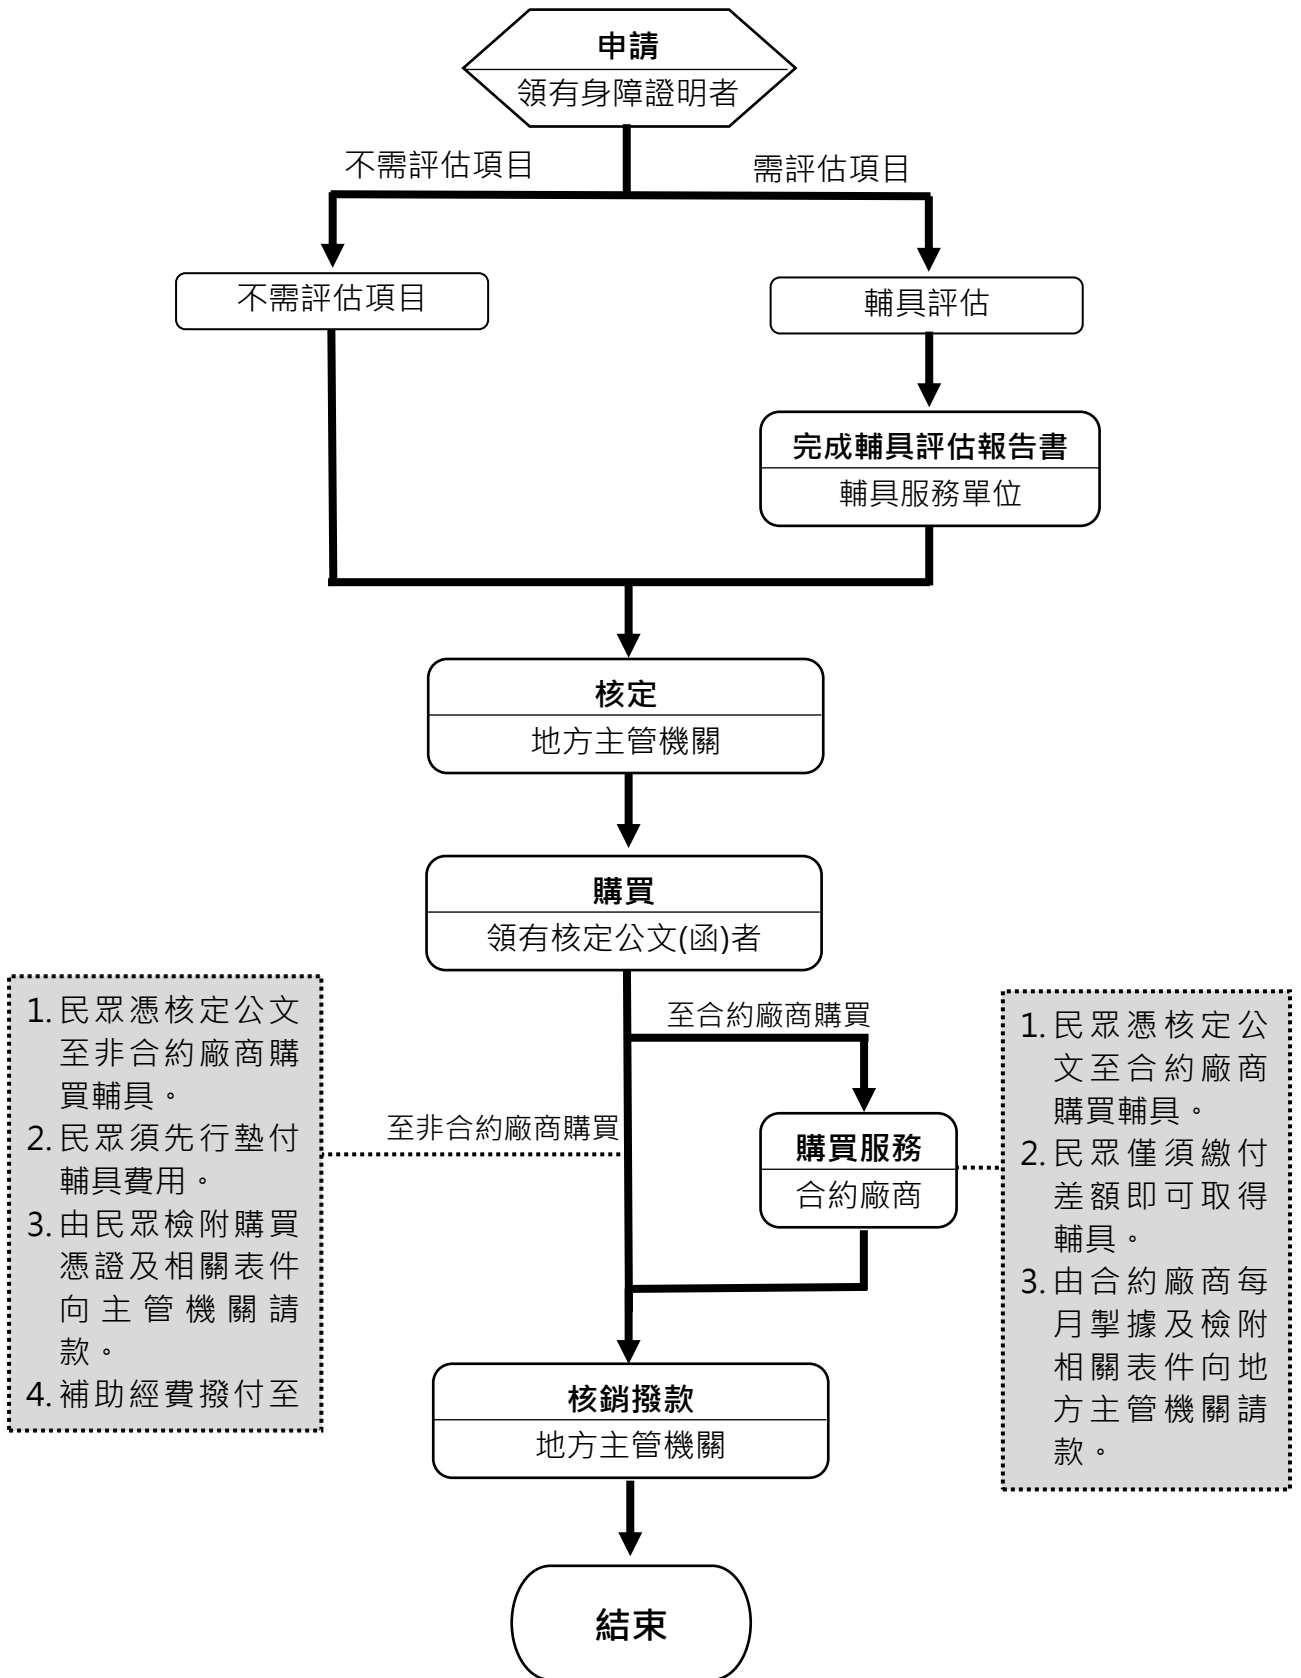 申請
領有身障證明者
不需評估項目
需評估項目
不需評估項目
輔具評估
完成輔具評估報告書
輔具服務單位
核定
地方主管機關
購買
領有核定公文(函)者
至合約廠商購買
至非合約廠商購買
1. 民眾憑核定公文
至非合約廠商購
買輔具。
2. 民眾須先行墊付
輔具費用。
3. 由民眾檢附購買
憑證及相關表件
向主管機關請
款。
4. 補助經費撥付至
購買服務
合約廠商
1. 民眾憑核定公
文至合約廠商
購買輔具。
2. 民眾僅須繳付
差額即可取得
輔具。
3. 由合約廠商每
月掣據及檢附
相關表件向地
方主管機關請
款。
核銷撥款
地方主管機關
結束